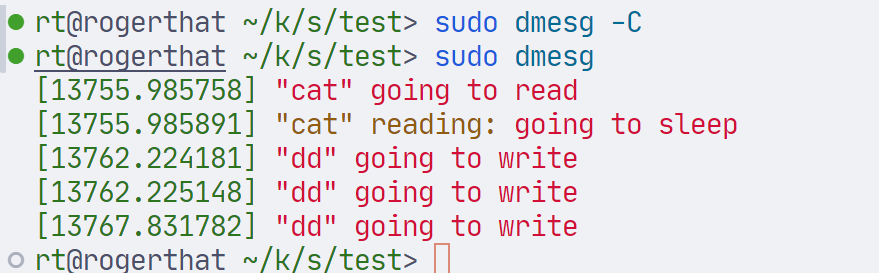 rt@rogerthat ~/k/s/test> sudo dmesg -C
rt@rogerthat ~/k/s/test> sudo dmesg
[13755.985758] "cat" going to read
[13755.985891] "cat" reading: going to sleep
[13762.224181] "dd" going to write
[13762.225148] "dd" going to write
[13767.831782] "dd" going to write
rt@rogerthat ~/k/s/test>